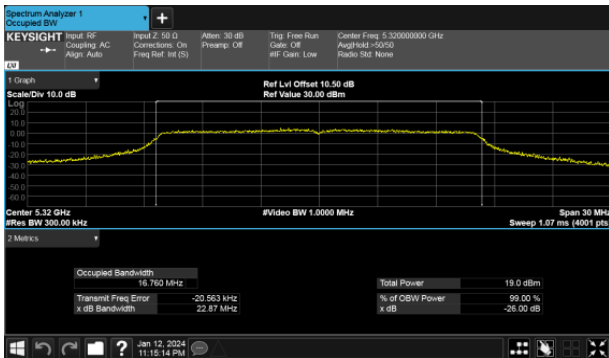 Spectrum Analyzer 1
Occupied BW
KEYSIGHT
Input: RF
Coupling: AC
Align: Auto
Input Z: 50 Ω
Corrections: On
Freq Ref: Int (S)
Atten: 30 dB
Preamp: Off
Trig: Free Run
Gate: Off
#IF Gain: Low
Center Freq: 5.320000000 GHz
Avg|Hold:>50/50
Radio Std: None
LXI
1 Graph
Scale/Div 10.0 dB
Ref Lvl Offset 10.50 dB
Ref Value 30.00 dBm
Log
20.0
10.0
0.00
-10.0
-20.0
-30.0
-40.0
-50.0
-60.0
Center 5.32 GHz
#Res BW 300.00 kHz
#Video BW 1.0000 MHz
Span 30 MHz
Sweep 1.07 ms (4001 pts)
2 Metrics
Occupied Bandwidth
16.760 MHz
Transmit Freq Error -20.563 kHz
x dB Bandwidth 22.87 MHz
Total Power 19.0 dBm
% of OBW Power 99.00 %
x dB -26.00 dB
Jan 12, 2024
11:15:14 PM